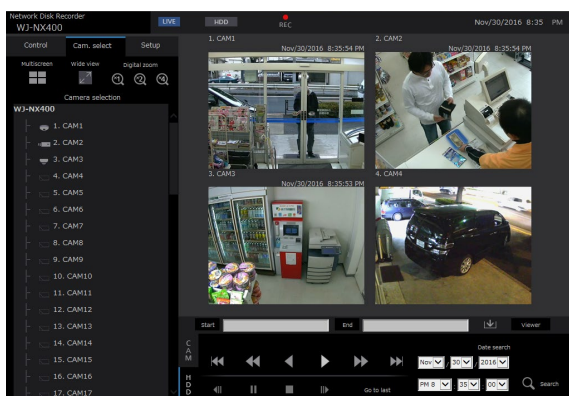 Network Disk Recorder
WJ-NX400
LIVE
HDD
REC
Nov/30/2016 8:35 PM
Control
Cam. select
Setup
Multiscreen
Wide view
Digital zoom
x1
x2
x4
Camera selection
WJ-NX400
1. CAM1
2. CAM2
3. CAM3
4. CAM4
5. CAM5
6. CAM6
7. CAM7
8. CAM8
9. CAM9
10. CAM10
11. CAM11
12. CAM12
13. CAM13
14. CAM14
15. CAM15
16. CAM16
17. CAM17
1. CAM1
Nov/30/2016 8:35:54 PM
2. CAM2
Nov/30/2016 8:35:54 PM
3. CAM3
Nov/30/2016 8:35:53 PM
4. CAM4
Start
End
Viewer
CAM
HDD
Go to last
Date search
Nov / 30 / 2016
PM 8 : 35 : 00
Search